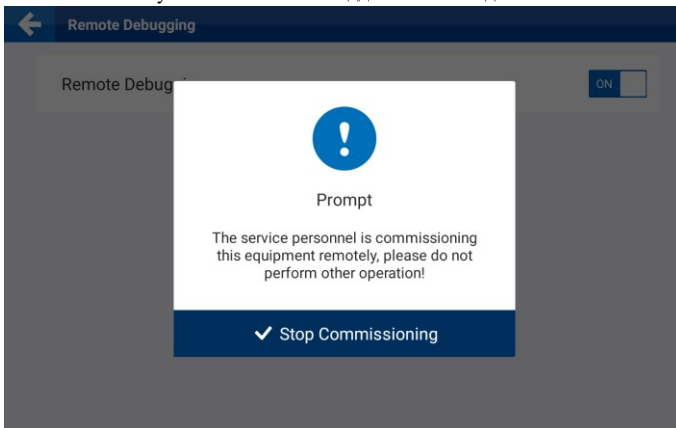 Remote Debugging
Remote Debug
ON
Prompt
The service personnel is commissioning
this equipment remotely, please do not
perform other operation!
Stop Commissioning